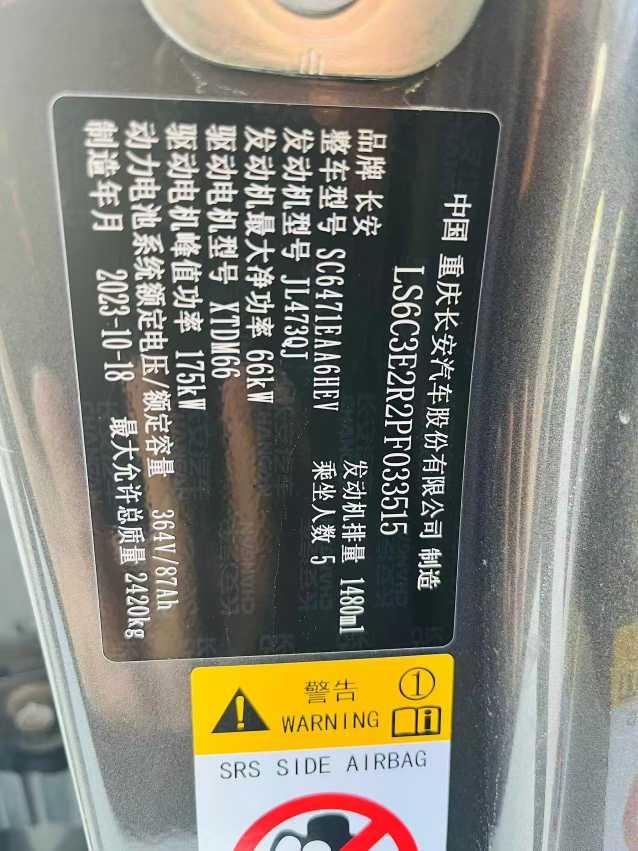 中国 重庆长安汽车股份有限公司 制造
LS6C3E2R2PF033515
品牌 长安
整车型号 SC6471EAA6HEV 发动机排量 1480ml
发动机型号 JL473QJ 乘坐人数 5
发动机最大净功率 66kW
驱动电机型号 XTDM66
驱动电机峰值功率 175kW
动力电池系统额定电压/额定容量 364V/87Ah
制造年月 2023-10-18 最大允许总质量 2420kg
警告 1
WARNING
SRS SIDE AIRBAG